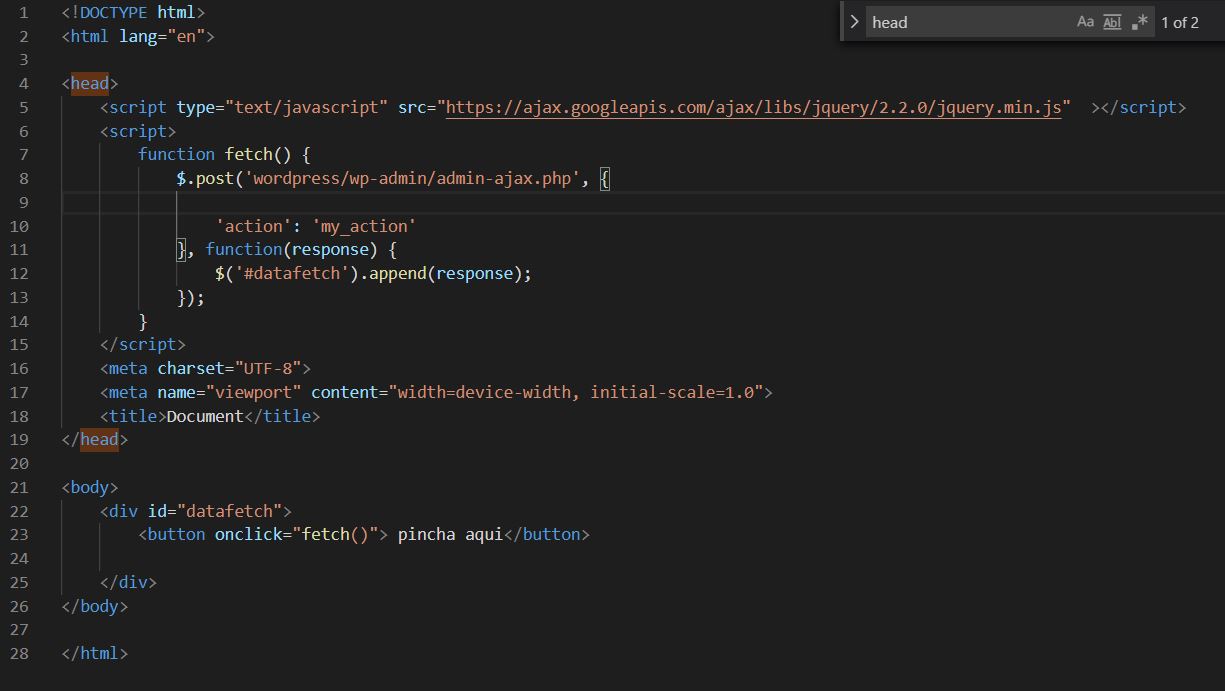 1 <!DOCTYPE html>
2 <html lang="en">
3
4 <head>
5 <script type="text/javascript" src="https://ajax.googleapis.com/ajax/libs/jquery/2.2.0/jquery.min.js"  ></script>
6 <script>
7 function fetch() {
8 $.post('wordpress/wp-admin/admin-ajax.php', {
9
10 'action': 'my_action'
11 }, function(response) {
12 $('#datafetch').append(response);
13 });
14 }
15 </script>
16 <meta charset="UTF-8">
17 <meta name="viewport" content="width=device-width, initial-scale=1.0">
18 <title>Document</title>
19 </head>
20
21 <body>
22 <div id="datafetch">
23 <button onclick="fetch()"> pincha aqui</button>
24
25 </div>
26 </body>
27
28 </html>
> head Aa Abl .* 1 of 2